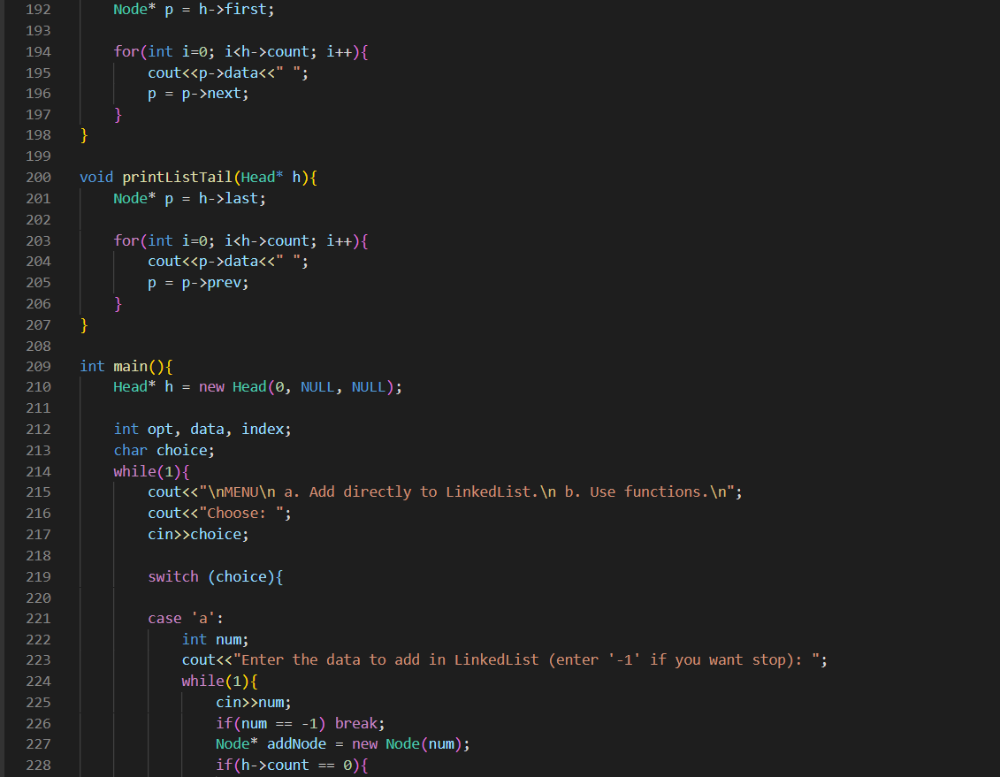 192     Node* p = h->first;
193
194     for(int i=0; i<h->count; i++){
195         cout<<p->data<<" ";
196         p = p->next;
197     }
198 }
199
200 void printListTail(Head* h){
201     Node* p = h->last;
202
203     for(int i=0; i<h->count; i++){
204         cout<<p->data<<" ";
205         p = p->prev;
206     }
207 }
208
209 int main(){
210     Head* h = new Head(0, NULL, NULL);
211
212     int opt, data, index;
213     char choice;
214     while(1){
215         cout<<"\nMENU\n a. Add directly to LinkedList.\n b. Use functions.\n";
216         cout<<"Choose: ";
217         cin>>choice;
218
219         switch (choice){
220
221         case 'a':
222             int num;
223             cout<<"Enter the data to add in LinkedList (enter '-1' if you want stop): ";
224             while(1){
225                 cin>>num;
226                 if(num == -1) break;
227                 Node* addNode = new Node(num);
228                 if(h->count == 0){